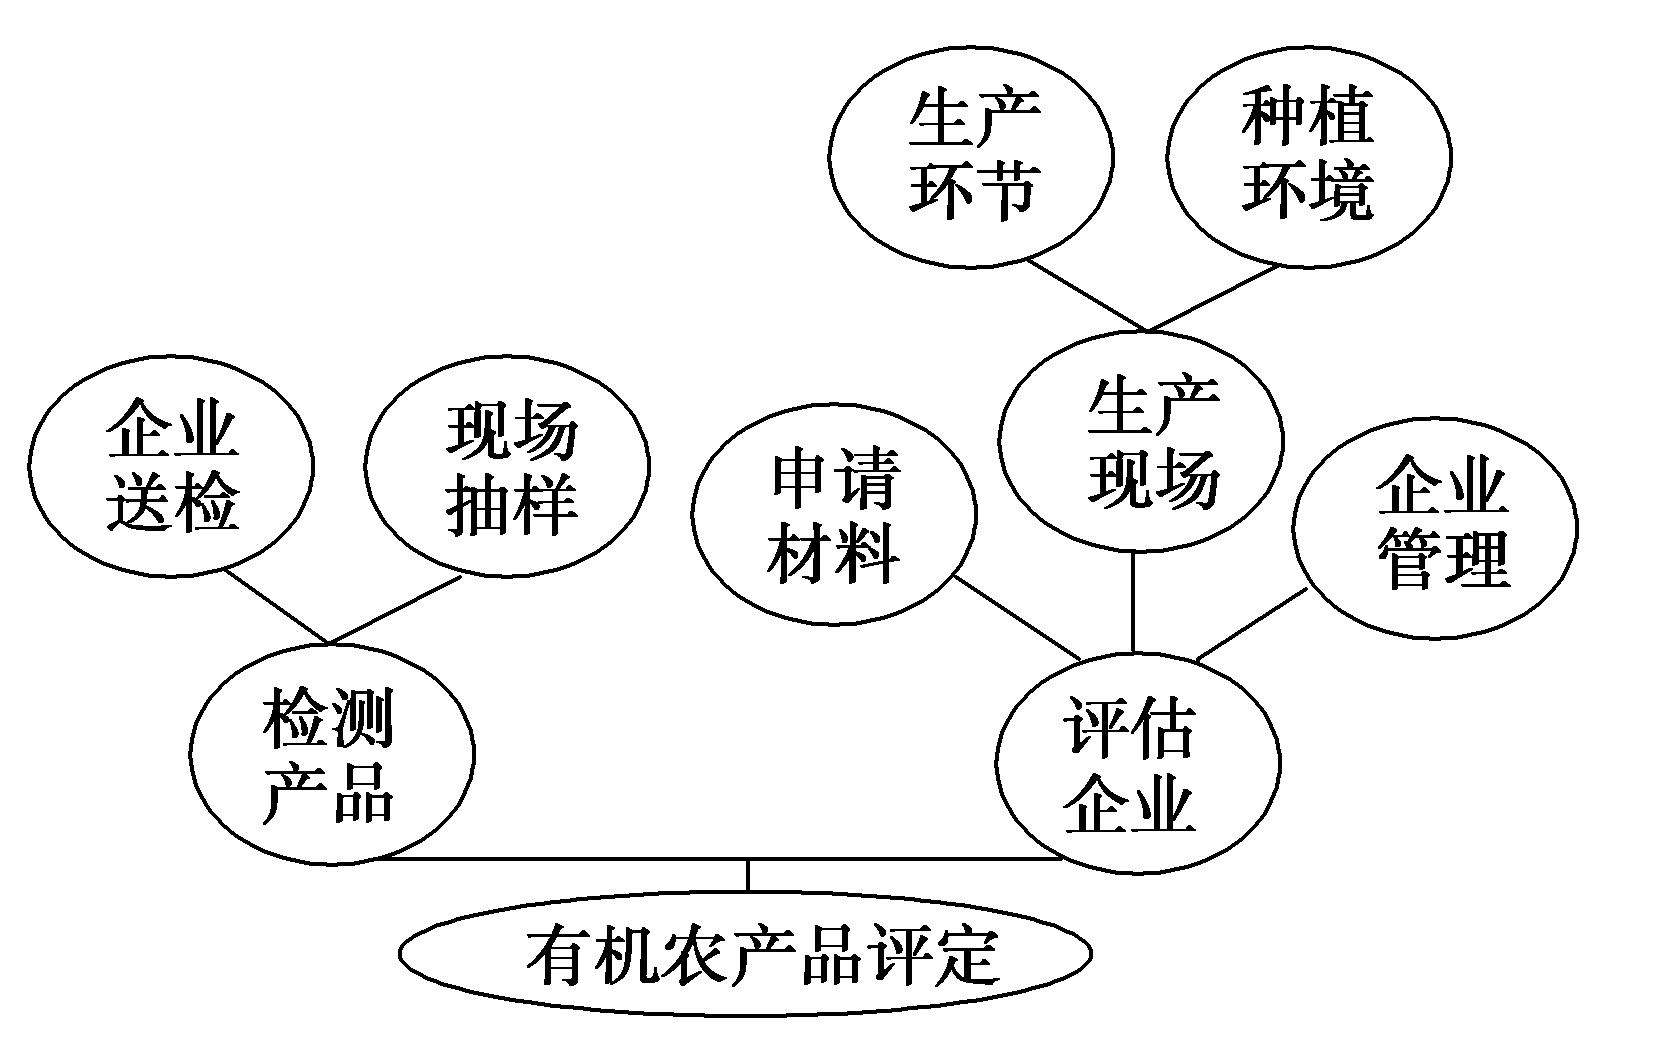 生产
环节
种植
环境
生产
现场
企业
送检
现场
抽样
申请
材料
企业
管理
检测
产品
评估
企业
有机农产品评定